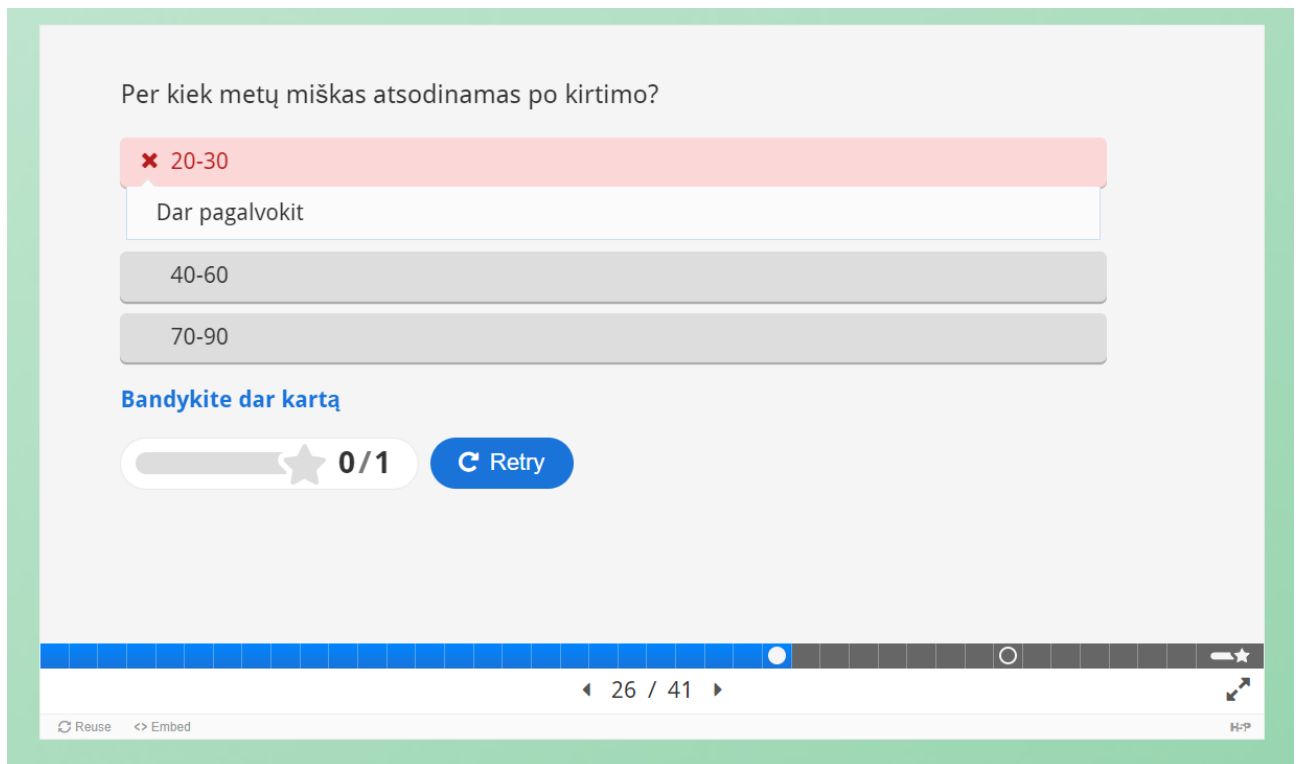 Per kiek metų miškas atsodinamas po kirtimo?
✖ 20-30
Dar pagalvokit
40-60
70-90
Bandykite dar kartą
0/1
Retry
26 / 41
Reuse
<> Embed
H-P